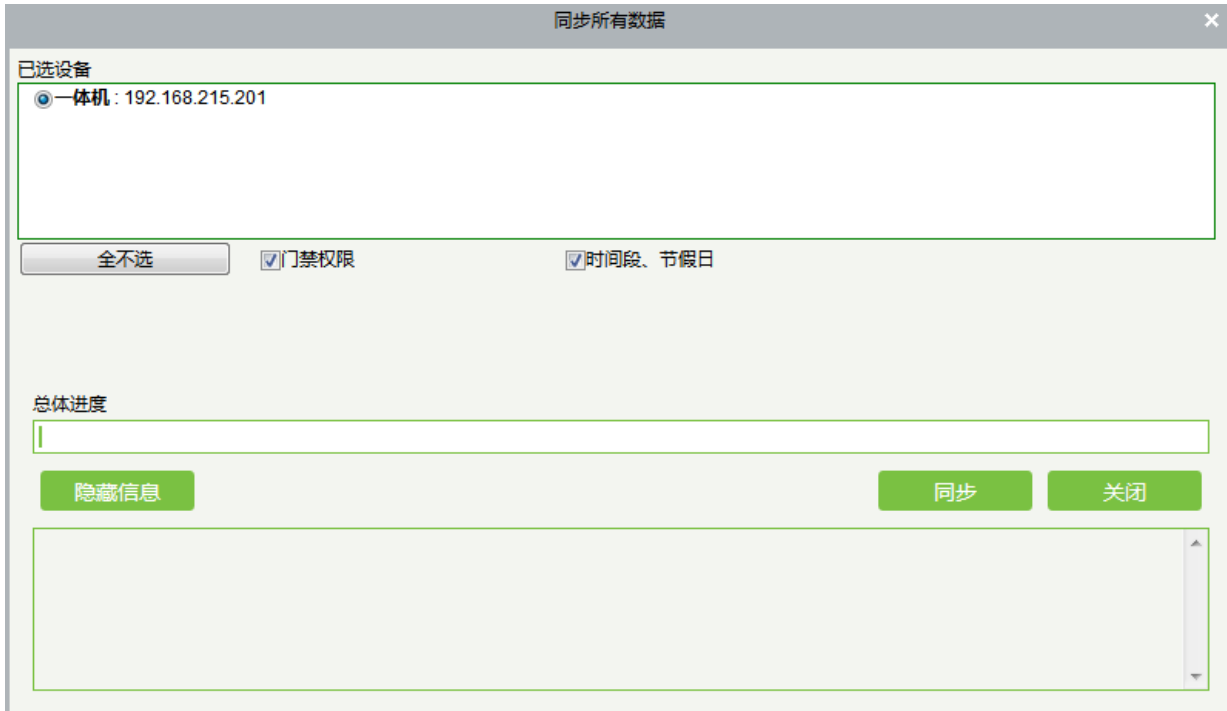 同步所有数据 ×
已选设备
一体机 : 192.168.215.201
全不选 门禁权限 时间段、节假日
总体进度
隐藏信息 同步 关闭